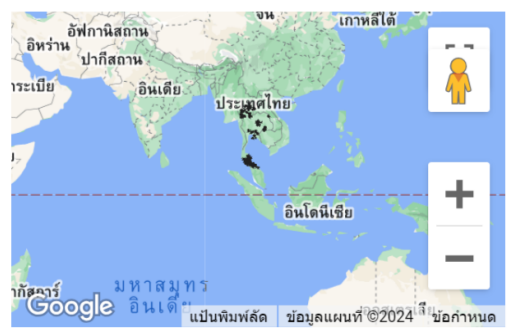 จีน
เกาหลีใต้
อัฟกานิสถาน
อิหร่าน
ปากีสถาน
อินเดีย
ประเทศไทย
อินโดนีเซีย
มหาสมุทร
อินเดีย
Google
แป้นพิมพ์ลัด
ข้อมูลแผนที่ ©2024
ข้อกำหนด